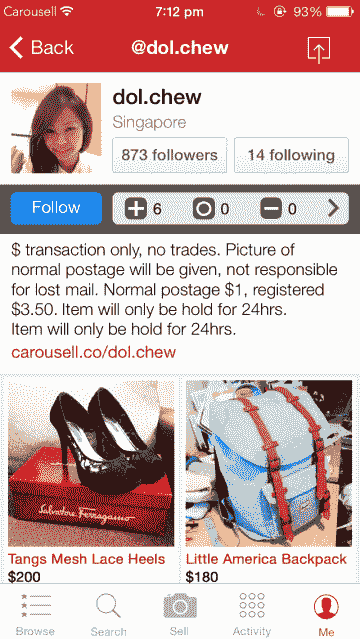 Carousell 7:12 pm 93%
Back @dol.chew
dol.chew
Singapore
873 followers 14 following
Follow 6 0 0
$ transaction only, no trades. Picture of
normal postage will be given, not responsible
for lost mail. Normal postage $1, registered
$3.50. Item will only be hold for 24hrs.
Item will only be hold for 24hrs.
carousell.co/dol.chew
Salvatore Ferragamo
Tangs Mesh Lace Heels Little America Backpack
$200 $180
Browse Search Sell Activity Me